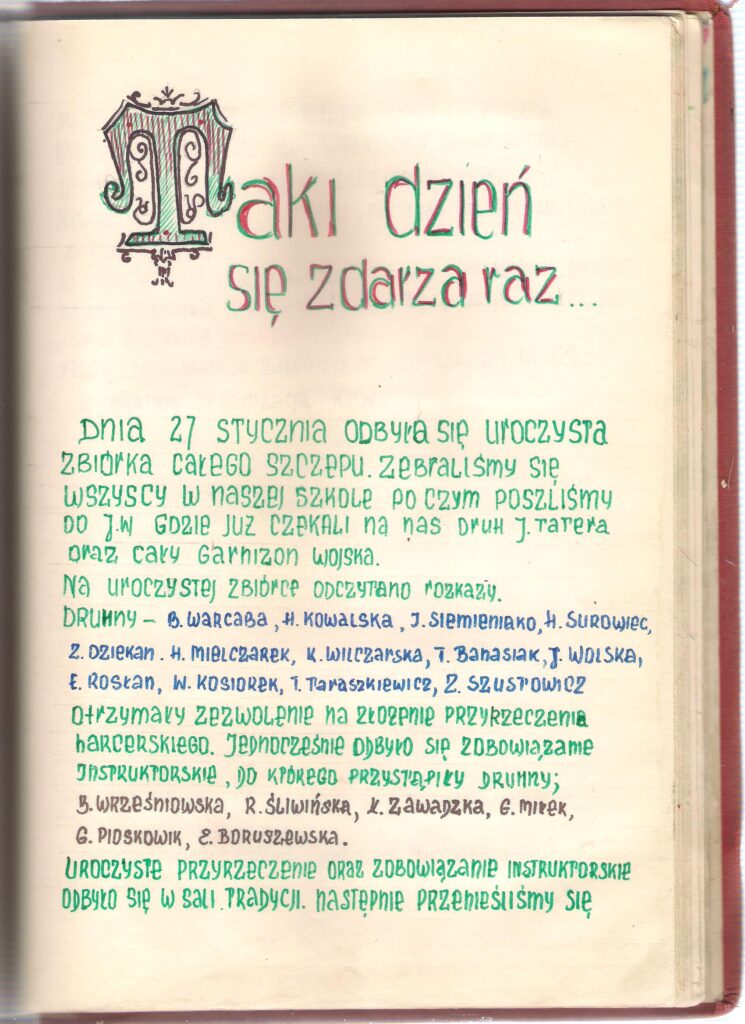 Taki dzień
się zdarza raz...
Dnia 27 stycznia odbyła się uroczysta
zbiórka całego szczepu. Zebraliśmy się
wszyscy w naszej szkole po czym poszliśmy
do J.W gdzie już czekali na nas druh J. Tatera
oraz cały garnizon wojska.
Na uroczystej zbiórce odczytano rozkazy.
Druhny – B. Warcaba, H. Kowalska, J. Siemieniako, H. Surowiec,
Z. Dziekan. H. Mielczarek, K. Wilczarska, T. Banasiak, J. Wolska,
E. Rosłan, W. Kosiorek, T. Taraszkiewicz, Z. Szustowicz
otrzymały zezwolenie na złożenie przyrzeczenia
harcerskiego. Jednocześnie odbyło się zobowiązanie
instruktorskie, do którego przystąpiły druhny;
B. Wrześniowska, R. Śliwińska, K. Zawadzka, G. Miłek,
G. Pioskowik, E. Boruszewska.
Uroczyste przyrzeczenie oraz zobowiązanie instruktorskie
odbyło się w sali tradycji. Następnie przenieśliśmy się